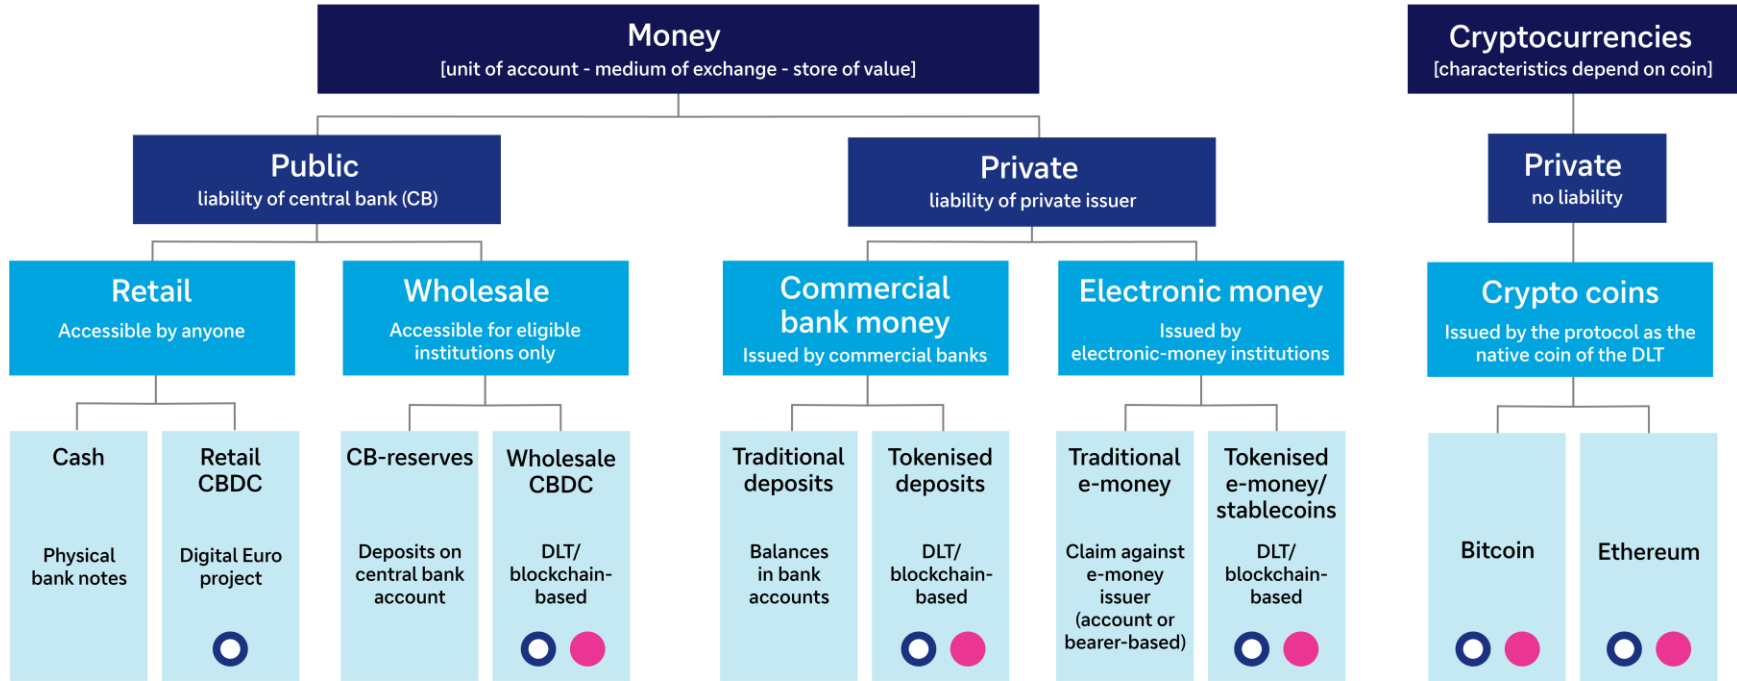 Money
[unit of account - medium of exchange - store of value]
Cryptocurrencies
[characteristics depend on coin]
Public
liability of central bank (CB)
Private
liability of private issuer
Private
no liability
Retail
Accessible by anyone
Wholesale
Accessible for eligible
institutions only
Commercial
bank money
Issued by commercial banks
Electronic money
Issued by
electronic-money institutions
Crypto coins
Issued by the protocol as the
native coin of the DLT
Cash
Physical
bank notes
Retail
CBDC
Digital Euro
project
CB-reserves
Deposits on
central bank
account
Wholesale
CBDC
DLT/
blockchain-
based
Traditional
deposits
Balances
in bank
accounts
Tokenised
deposits
DLT/
blockchain-
based
Traditional
e-money
Claim against
e-money
issuer
(account or
bearer-based)
Tokenised
e-money/
stablecoins
DLT/
blockchain-
based
Bitcoin
Ethereum